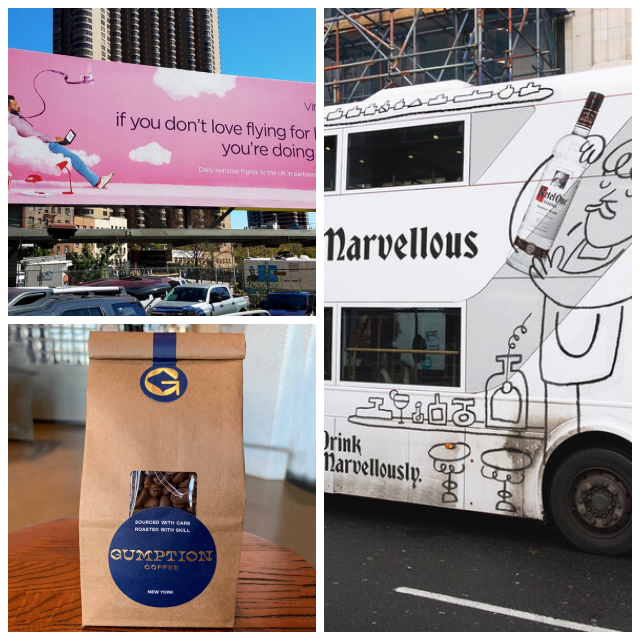 if you don't love flying for
you're doing
Daily nonstop flights to the UK in
G
SOURCED WITH CARE
ROASTED WITH SKILL
GUMPTION
COFFEE
NEW YORK
Ketel One
VODKA
Marvellous
Drink
Marvellously.